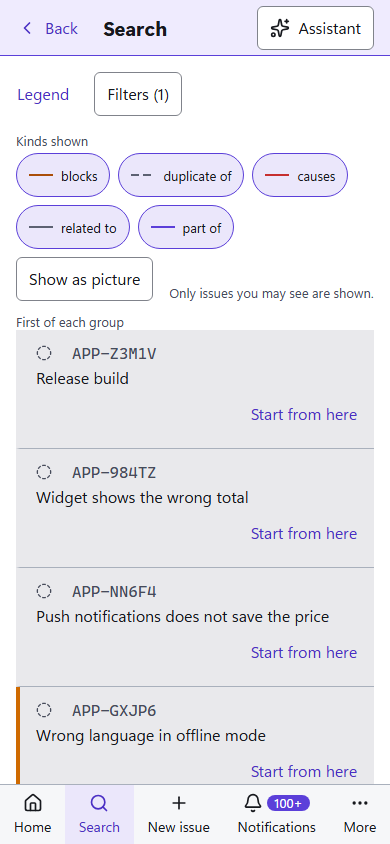 Back Search Assistant
Legend Filters (1)
Kinds shown
blocks duplicate of causes
related to part of
Show as picture Only issues you may see are shown.
First of each group
APP-Z3M1V
Release build
Start from here
APP-984TZ
Widget shows the wrong total
Start from here
APP-NN6F4
Push notifications does not save the price
Start from here
APP-GXJP6
Wrong language in offline mode
Start from here
100+
Home Search New issue Notifications More